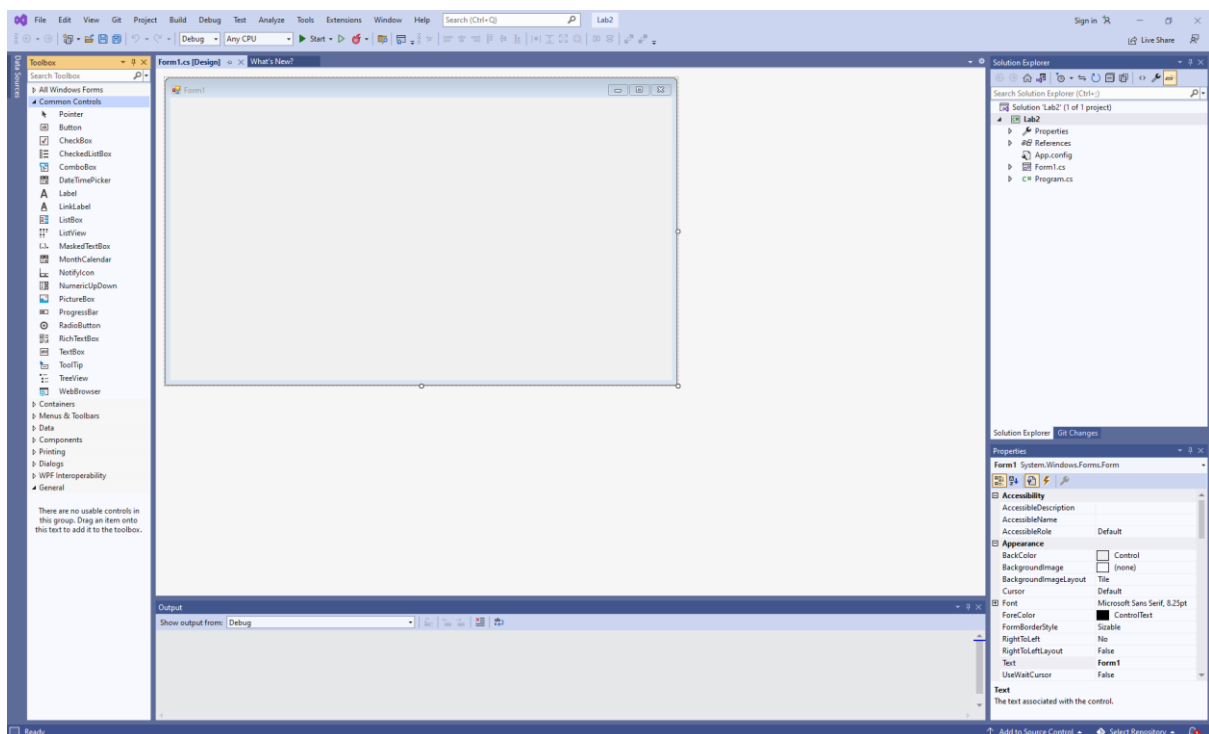 File Edit View Git Project Build Debug Test Analyze Tools Extensions Window Help Search (Ctrl+Q) Lab2 Sign in
Debug Any CPU Start Live Share
Data Sources
Toolbox
Search Toolbox
All Windows Forms
Common Controls
Pointer
Button
CheckBox
CheckedListBox
ComboBox
DateTimePicker
Label
LinkLabel
ListBox
ListView
MaskedTextBox
MonthCalendar
NotifyIcon
NumericUpDown
PictureBox
ProgressBar
RadioButton
RichTextBox
TextBox
ToolTip
TreeView
WebBrowser
Containers
Menus & Toolbars
Data
Components
Printing
Dialogs
WPF Interoperability
General
There are no usable controls in
this group. Drag an item onto
this text to add it to the toolbox.
Form1.cs [Design] What's New?
Form1
Output
Show output from: Debug
Solution Explorer
Search Solution Explorer (Ctrl+;)
Solution 'Lab2' (1 of 1 project)
Lab2
Properties
References
App.config
Form1.cs
C# Program.cs
Solution Explorer Git Changes
Properties
Form1 System.Windows.Forms.Form
Accessibility
AccessibleDescription
AccessibleName
AccessibleRole Default
Appearance
BackColor Control
BackgroundImage (none)
BackgroundImageLayout Tile
Cursor Default
Font Microsoft Sans Serif, 8.25pt
ForeColor ControlText
FormBorderStyle Sizable
RightToLeft No
RightToLeftLayout False
Text Form1
UseWaitCursor False
Text
The text associated with the control.
Ready Add to Source Control Select Repository